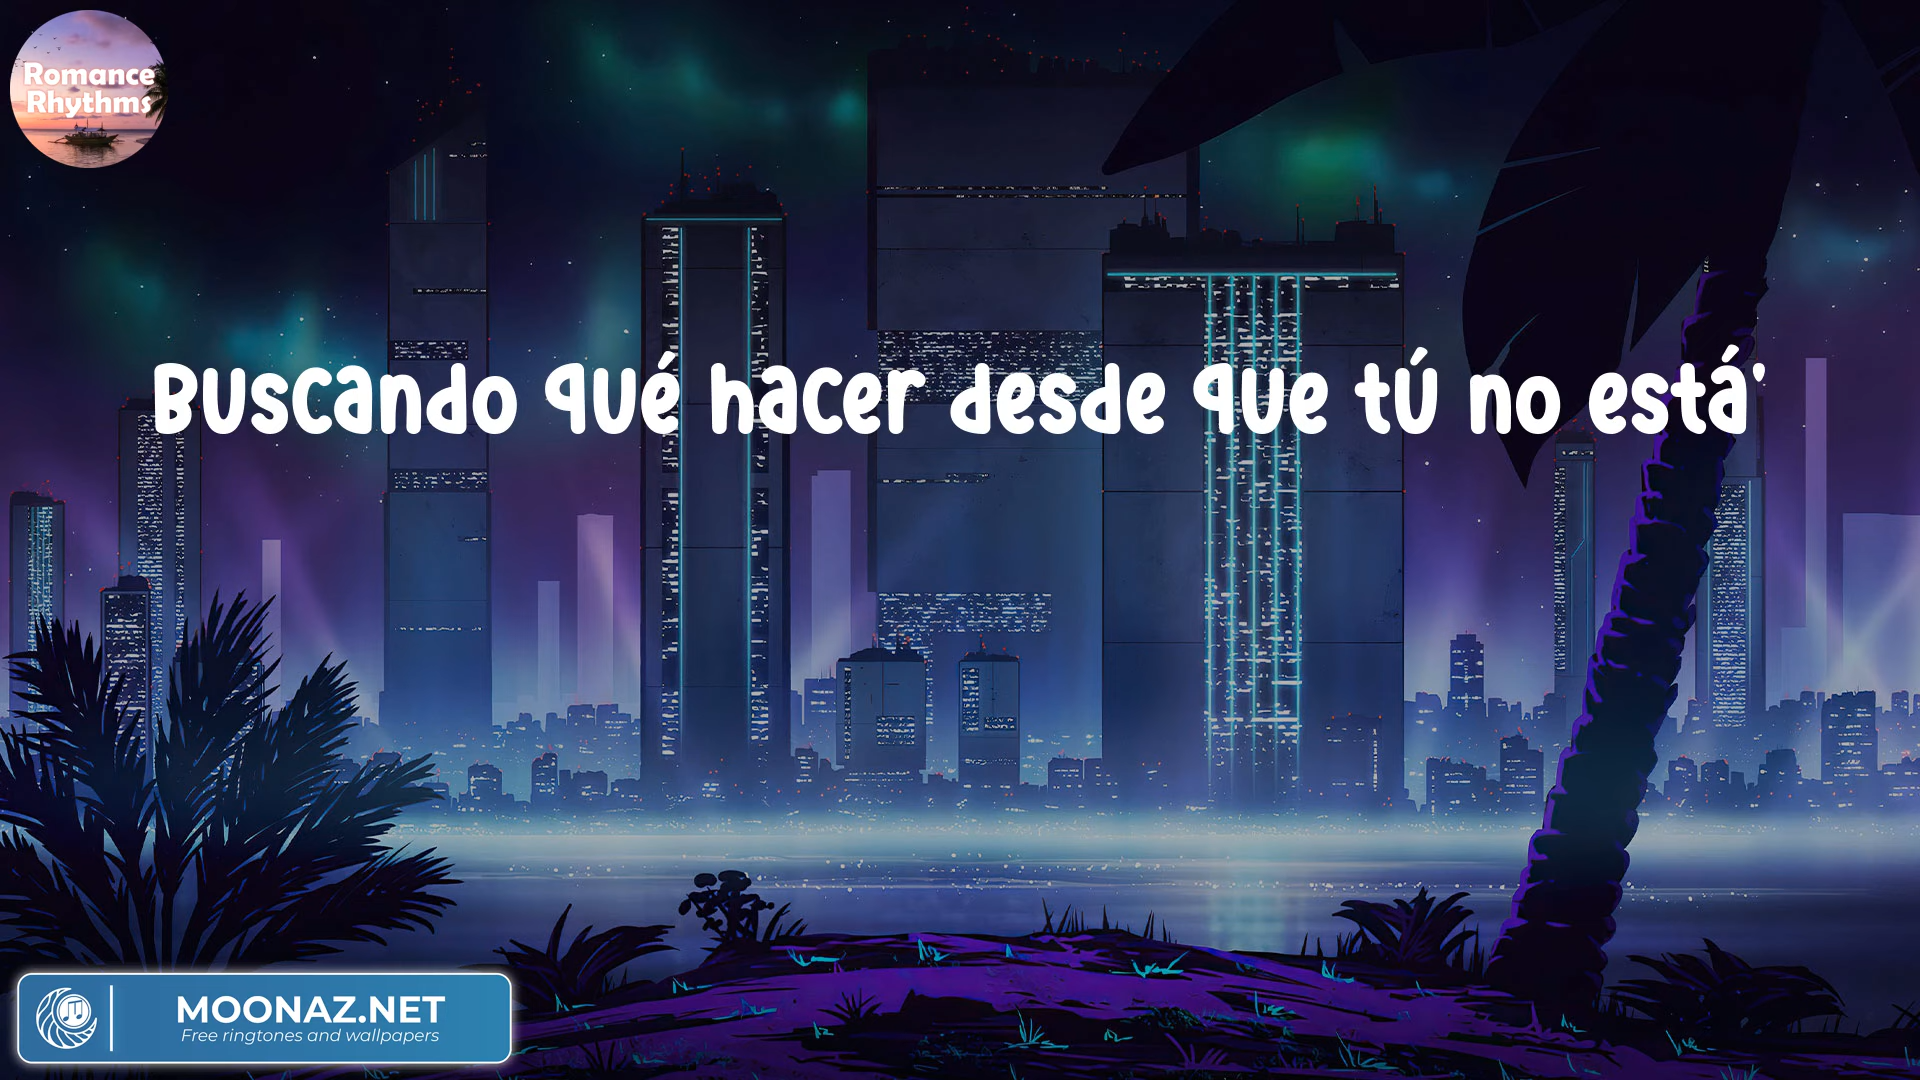 Romance
Rhythms
Buscando qué hacer desde que tú no está'
MOONAZ.NET
Free ringtones and wallpapers